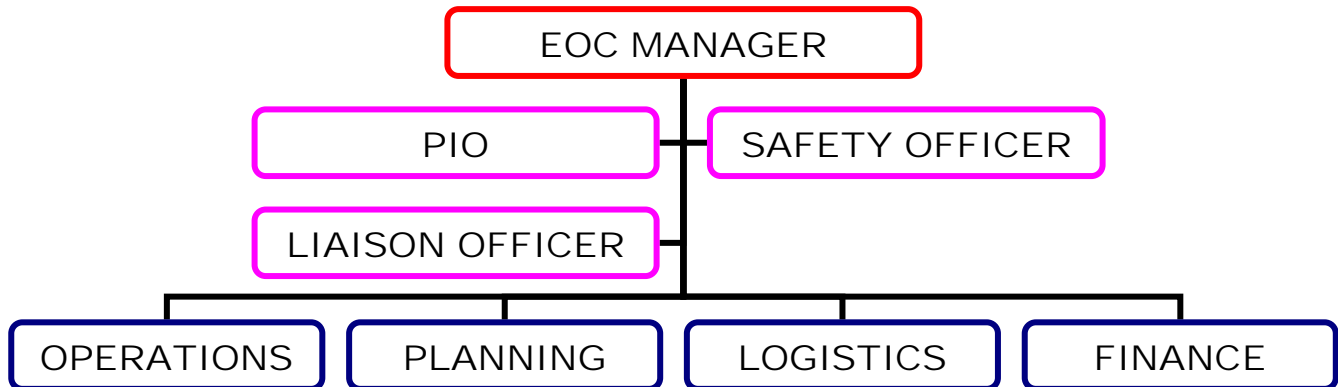 EOC MANAGER
PIO
SAFETY OFFICER
LIAISON OFFICER
OPERATIONS
PLANNING
LOGISTICS
FINANCE